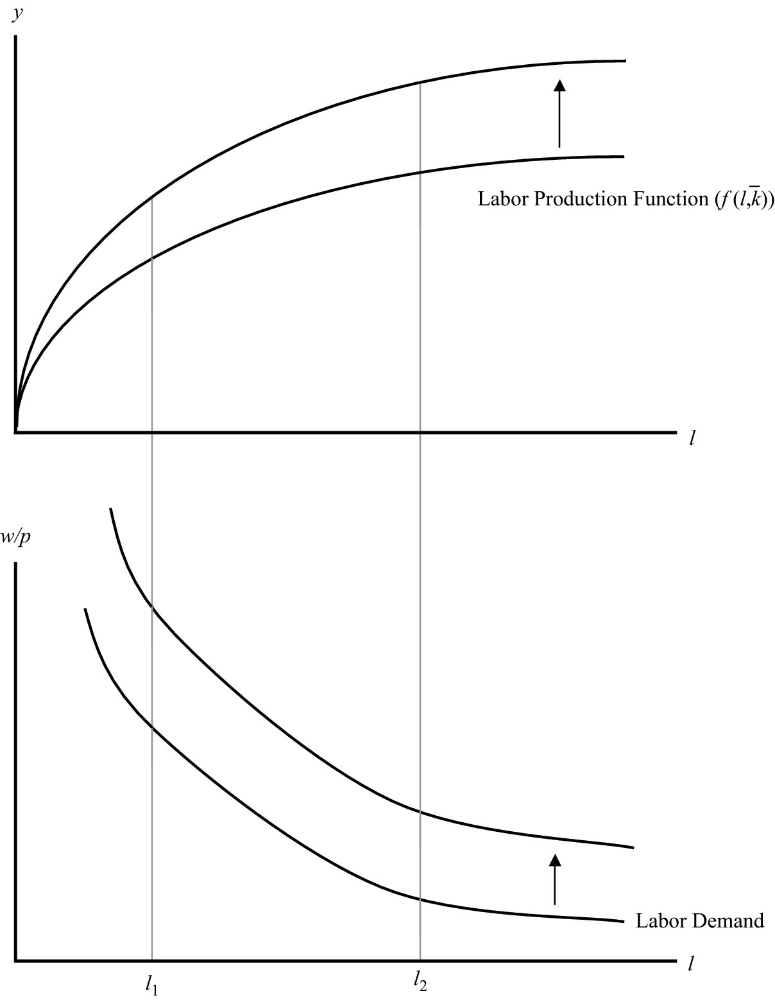 y
Labor Production Function (f (l,k̅))
l
w/p
Labor Demand
l
l₁
l₂